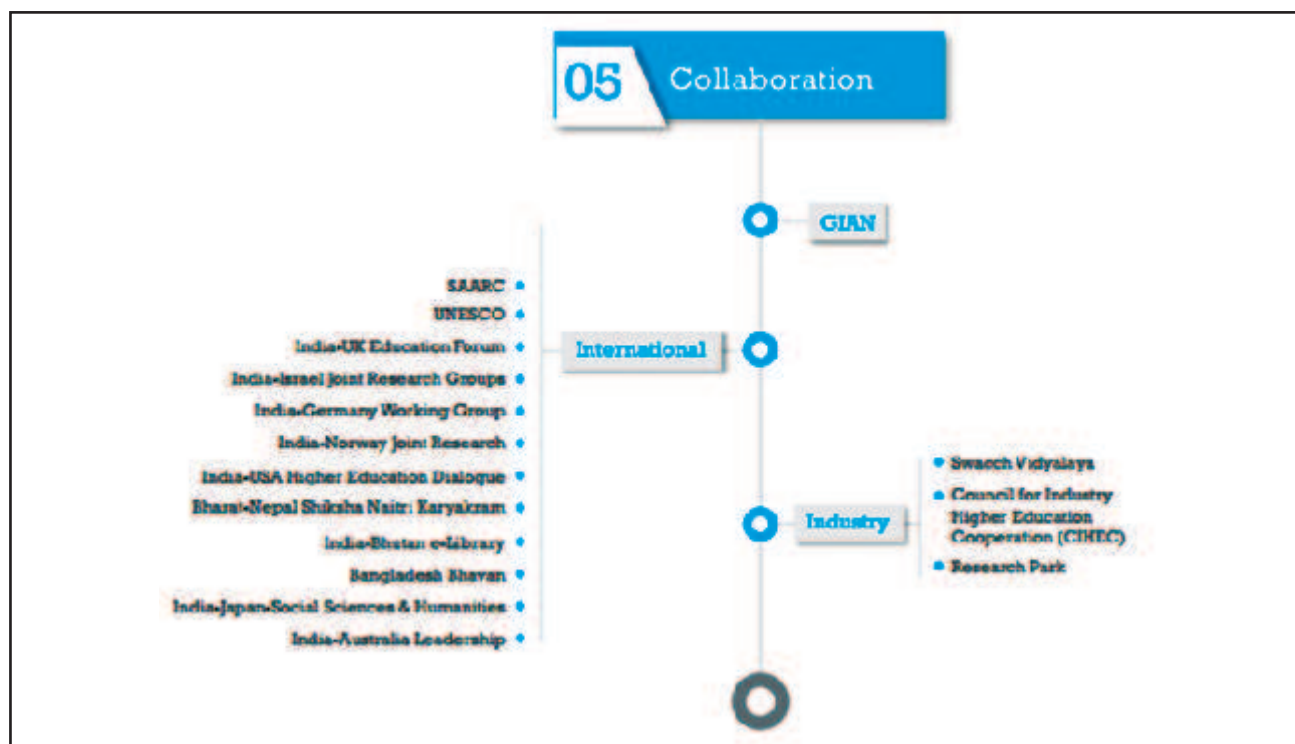 05 Collaboration
GIAN
International
SAARC
UNESCO
India-UK Education Forum
India-Israel Joint Research Groups
India-Germany Working Group
India-Norway Joint Research
India-USA Higher Education Dialogue
Bharat-Nepal Shiksha Naitri Karyakram
India-Bhutan e-Library
Bangladesh Bhavan
India-Japan-Social Sciences & Humanities
India-Australia Leadership
Industry
Swacch Vidyalaya
Council for Industry
Higher Education
Cooperation (CIHEC)
Research Park